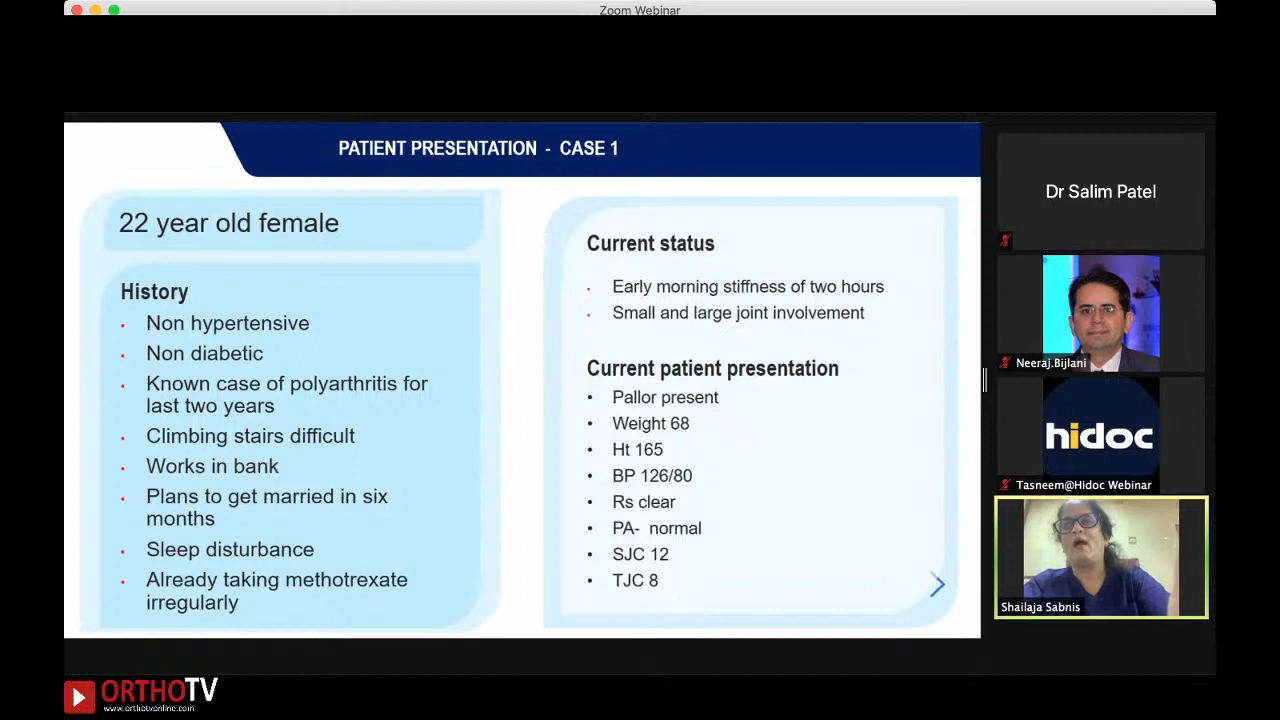 Zoom Webinar
PATIENT PRESENTATION - CASE 1
22 year old female
History
• Non hypertensive
• Non diabetic
• Known case of polyarthritis for
last two years
• Climbing stairs difficult
• Works in bank
• Plans to get married in six
months
• Sleep disturbance
• Already taking methotrexate
irregularly
Current status
• Early morning stiffness of two hours
• Small and large joint involvement
Current patient presentation
• Pallor present
• Weight 68
• Ht 165
• BP 126/80
• Rs clear
• PA- normal
• SJC 12
• TJC 8
Dr Salim Patel
Neeraj.Bijlani
hidoc
Tasneem@Hidoc Webinar
Shailaja Sabnis
ORTHOTV
www.orthotvonline.com